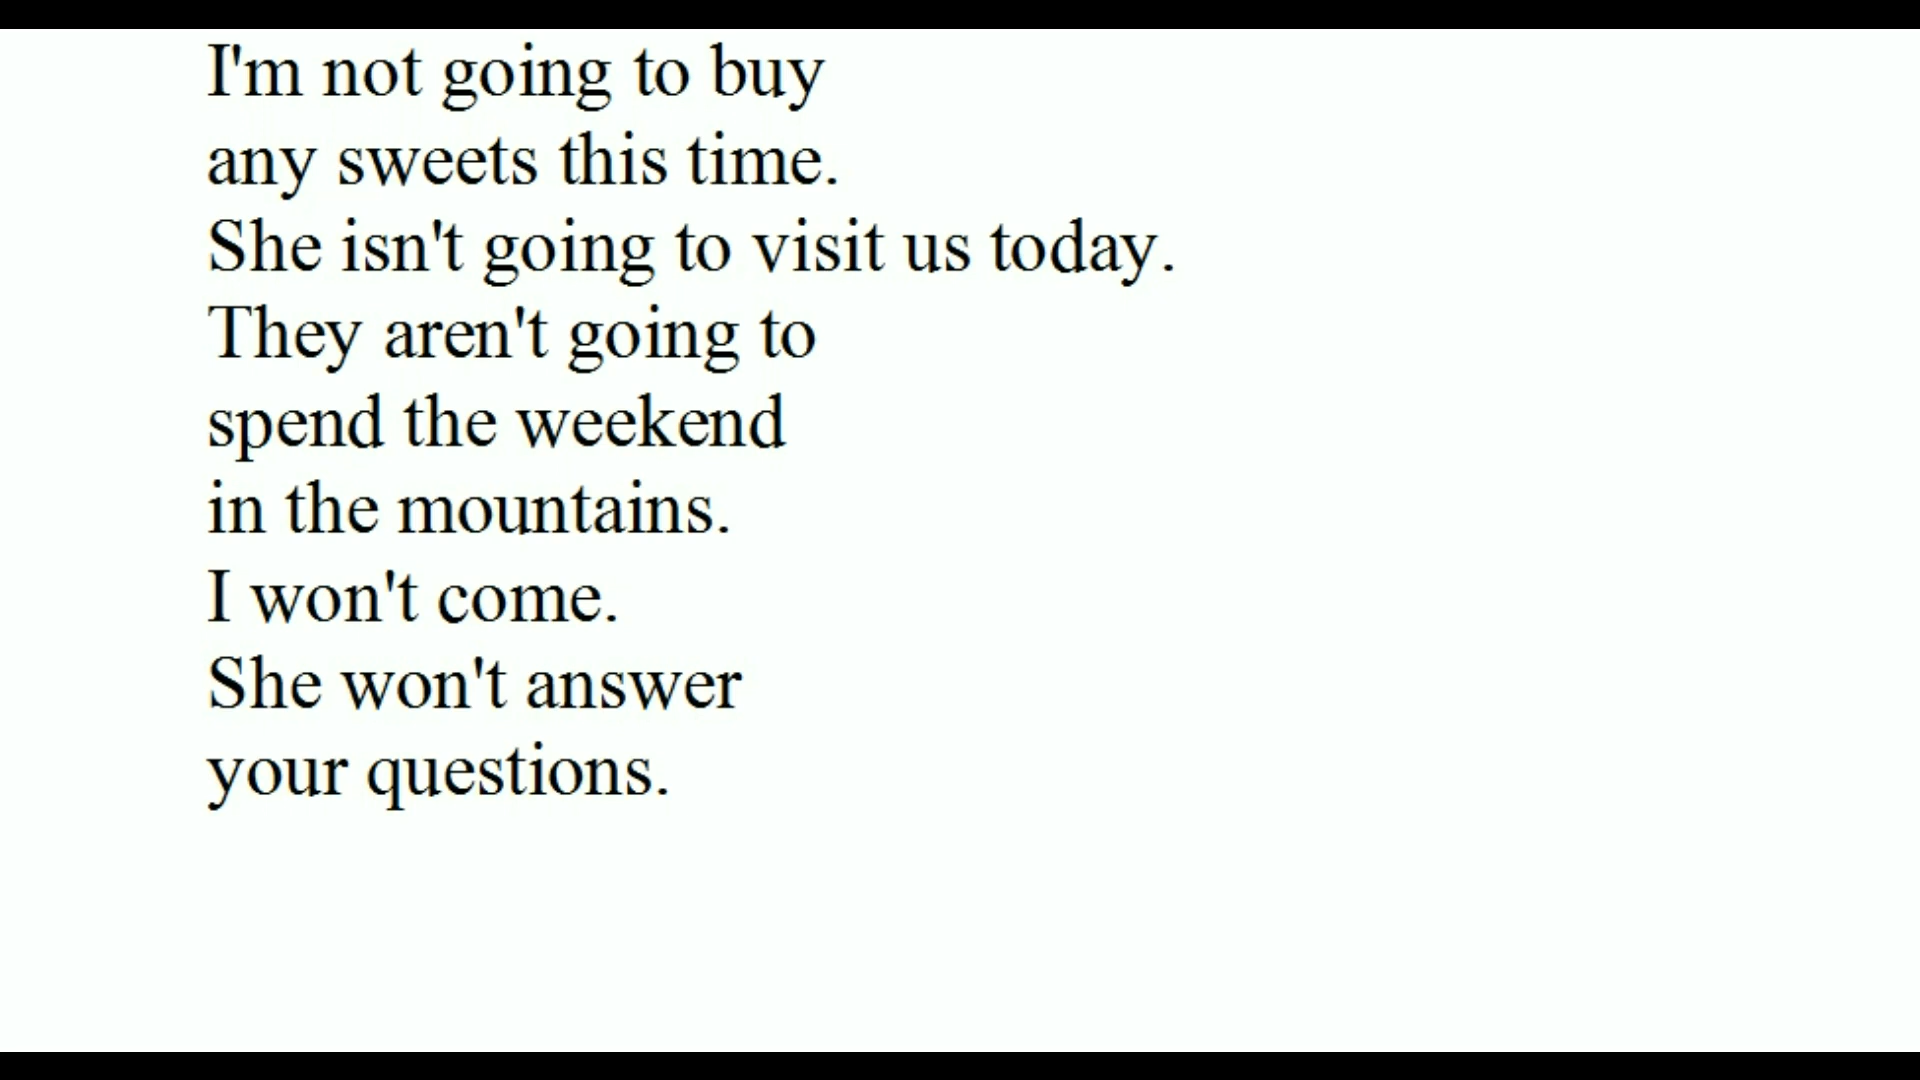 I'm not going to buy
any sweets this time.
She isn't going to visit us today.
They aren't going to
spend the weekend
in the mountains.
I won't come.
She won't answer
your questions.